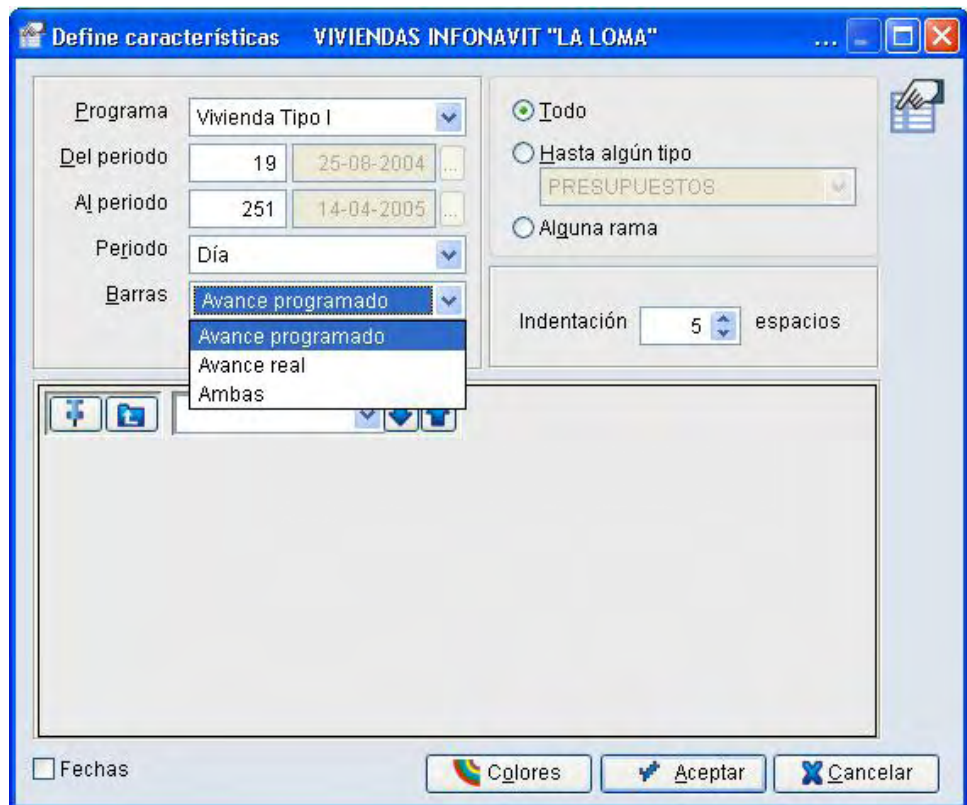 Define características VIVIENDAS INFONAVIT "LA LOMA" ...
Programa Vivienda Tipo I
Del periodo 19 25-08-2004 ...
Al periodo 251 14-04-2005 ...
Periodo Día
Barras Avance programado
Avance programado
Avance real
Ambas
Todo
Hasta algún tipo
PRESUPUESTOS
Alguna rama
Indentación 5 espacios
Fechas
Colores
Aceptar
Cancelar